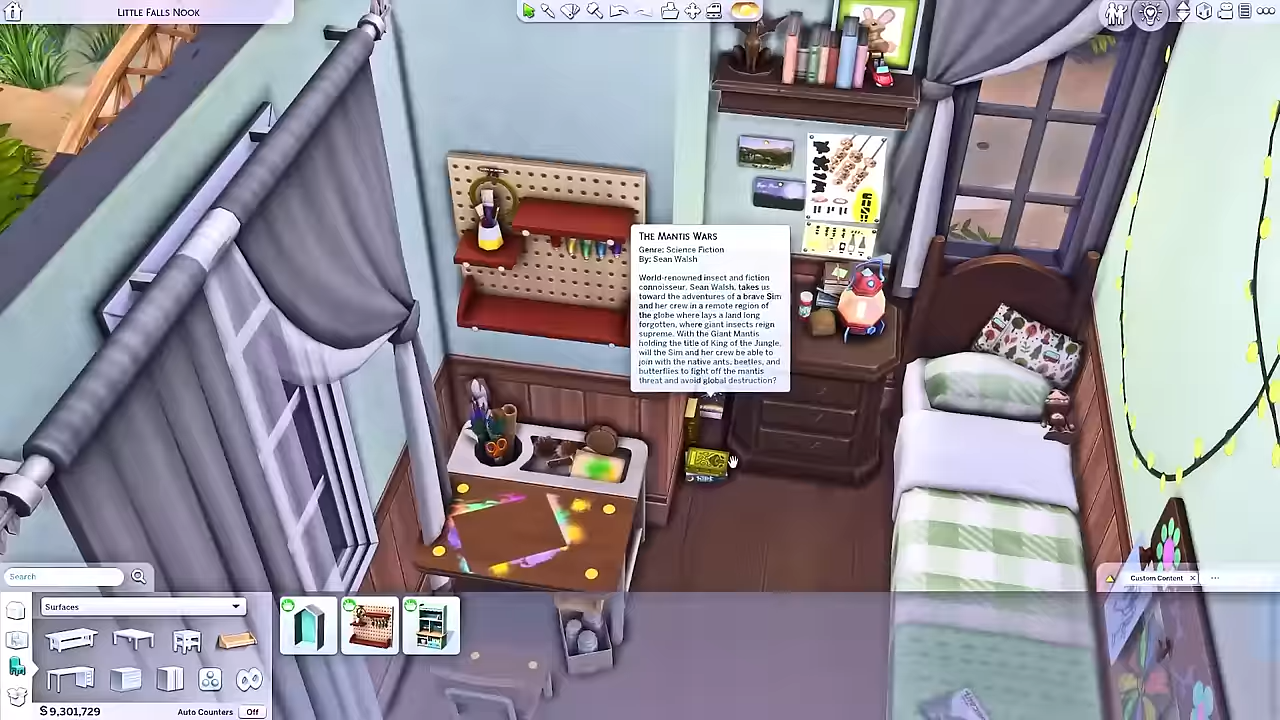 LITTLE FALLS NOOK
THE MANTIS WARS
Genre: Science Fiction
By: Sean Walsh
World-renowned insect and fiction
connoisseur, Sean Walsh, takes us
toward the adventures of a brave Sim
and her crew in a remote region of
the globe where lays a land long
forgotten, where giant insects reign
supreme. With the Giant Mantis
holding the title of King of the Jungle,
will the Sim and her crew be able to
join with the native ants, beetles, and
butterflies to fight off the mantis
threat and avoid global destruction?
Search
Custom Content
Surfaces
§9,301,729
Auto Counters
Off